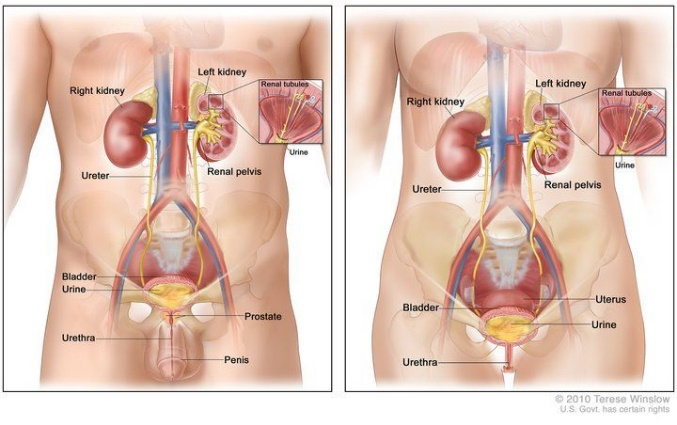 Left kidney
Renal tubules
Right kidney
Urine
Renal pelvis
Ureter
Bladder
Urine
Prostate
Urethra
Penis
Left kidney
Renal tubules
Right kidney
Urine
Renal pelvis
Ureter
Uterus
Bladder
Urine
Urethra
© 2010 Terese Winslow
U.S. Govt. has certain rights